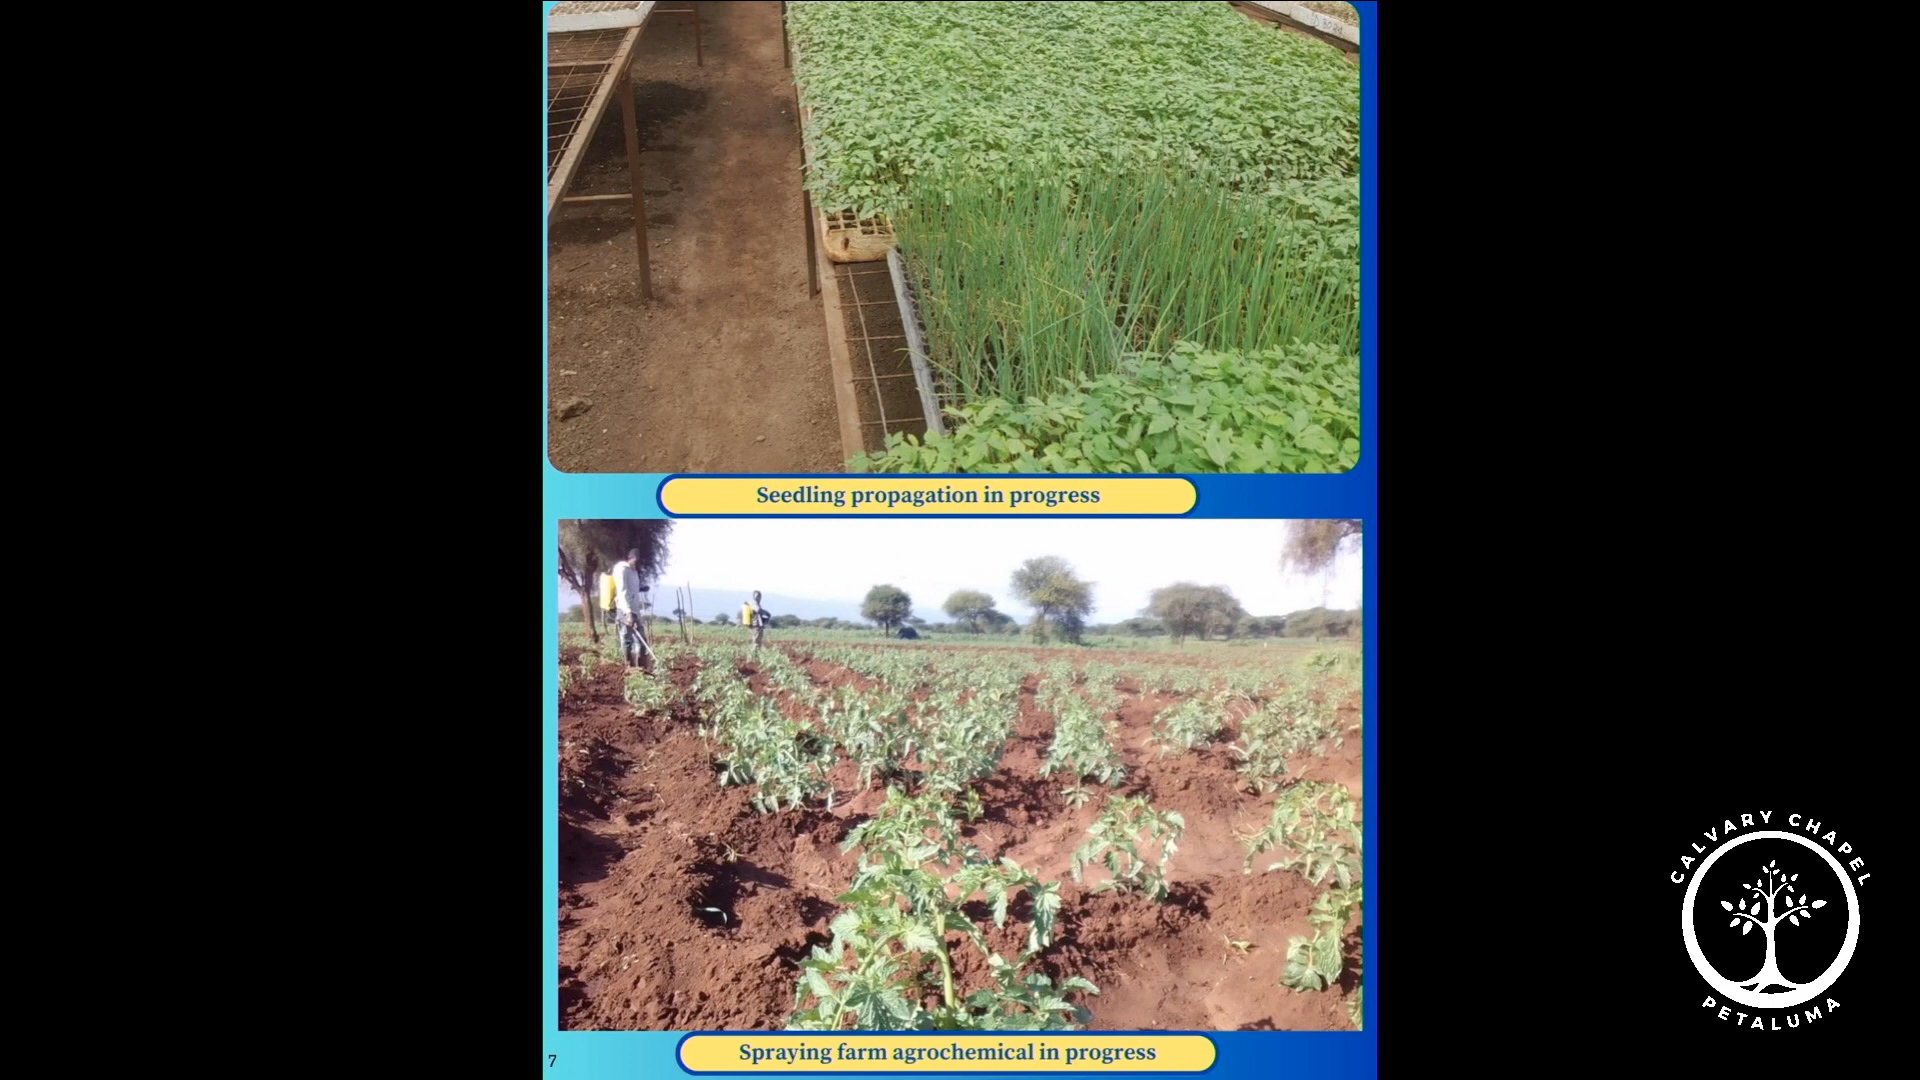 Seedling propagation in progress
Spraying farm agrochemical in progress
7
CALVARY CHAPEL
PETALUMA